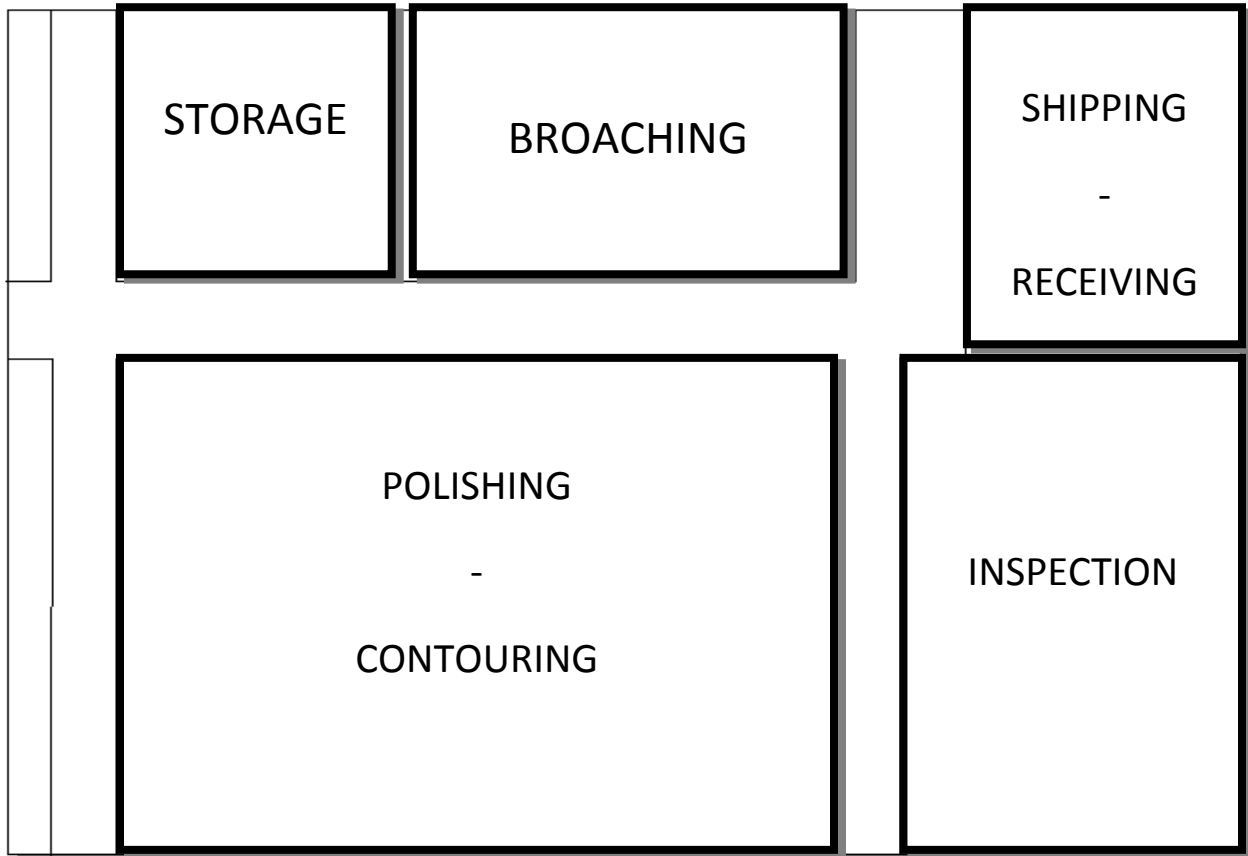 STORAGE
BROACHING
SHIPPING
-
RECEIVING
POLISHING
-
CONTOURING
INSPECTION